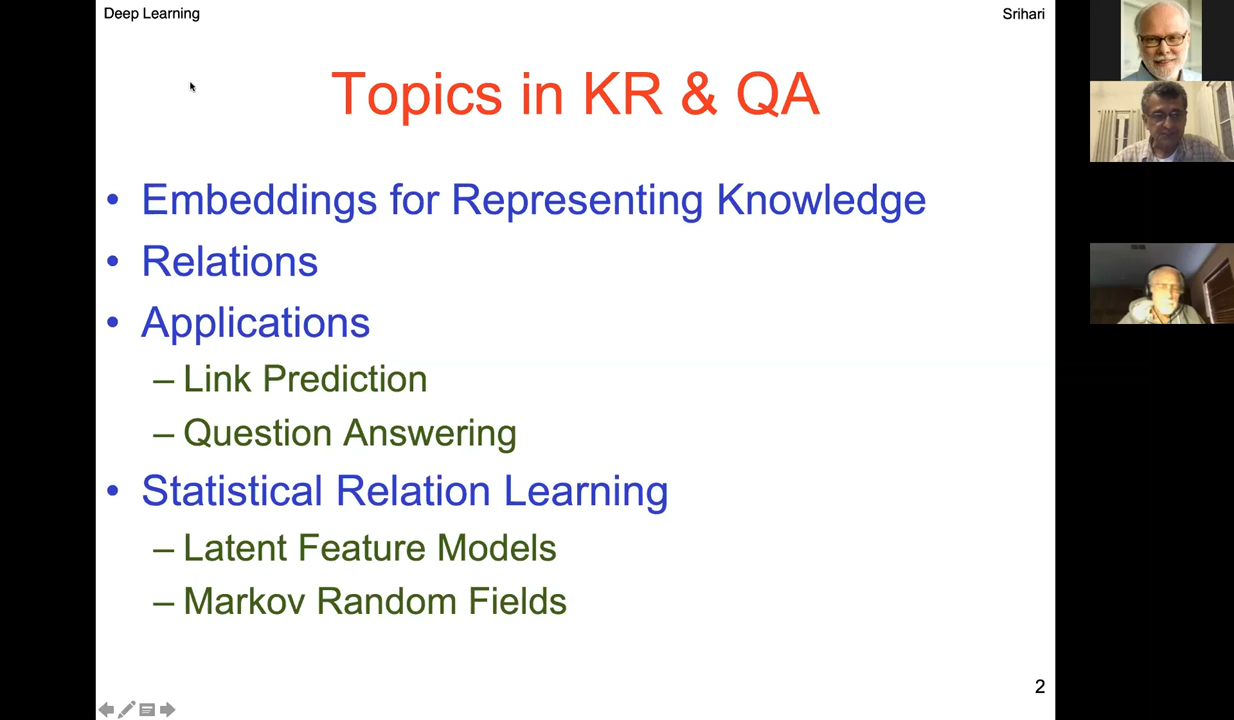 Deep Learning
Srihari
Topics in KR & QA
• Embeddings for Representing Knowledge
• Relations
• Applications
– Link Prediction
– Question Answering
• Statistical Relation Learning
– Latent Feature Models
– Markov Random Fields
2